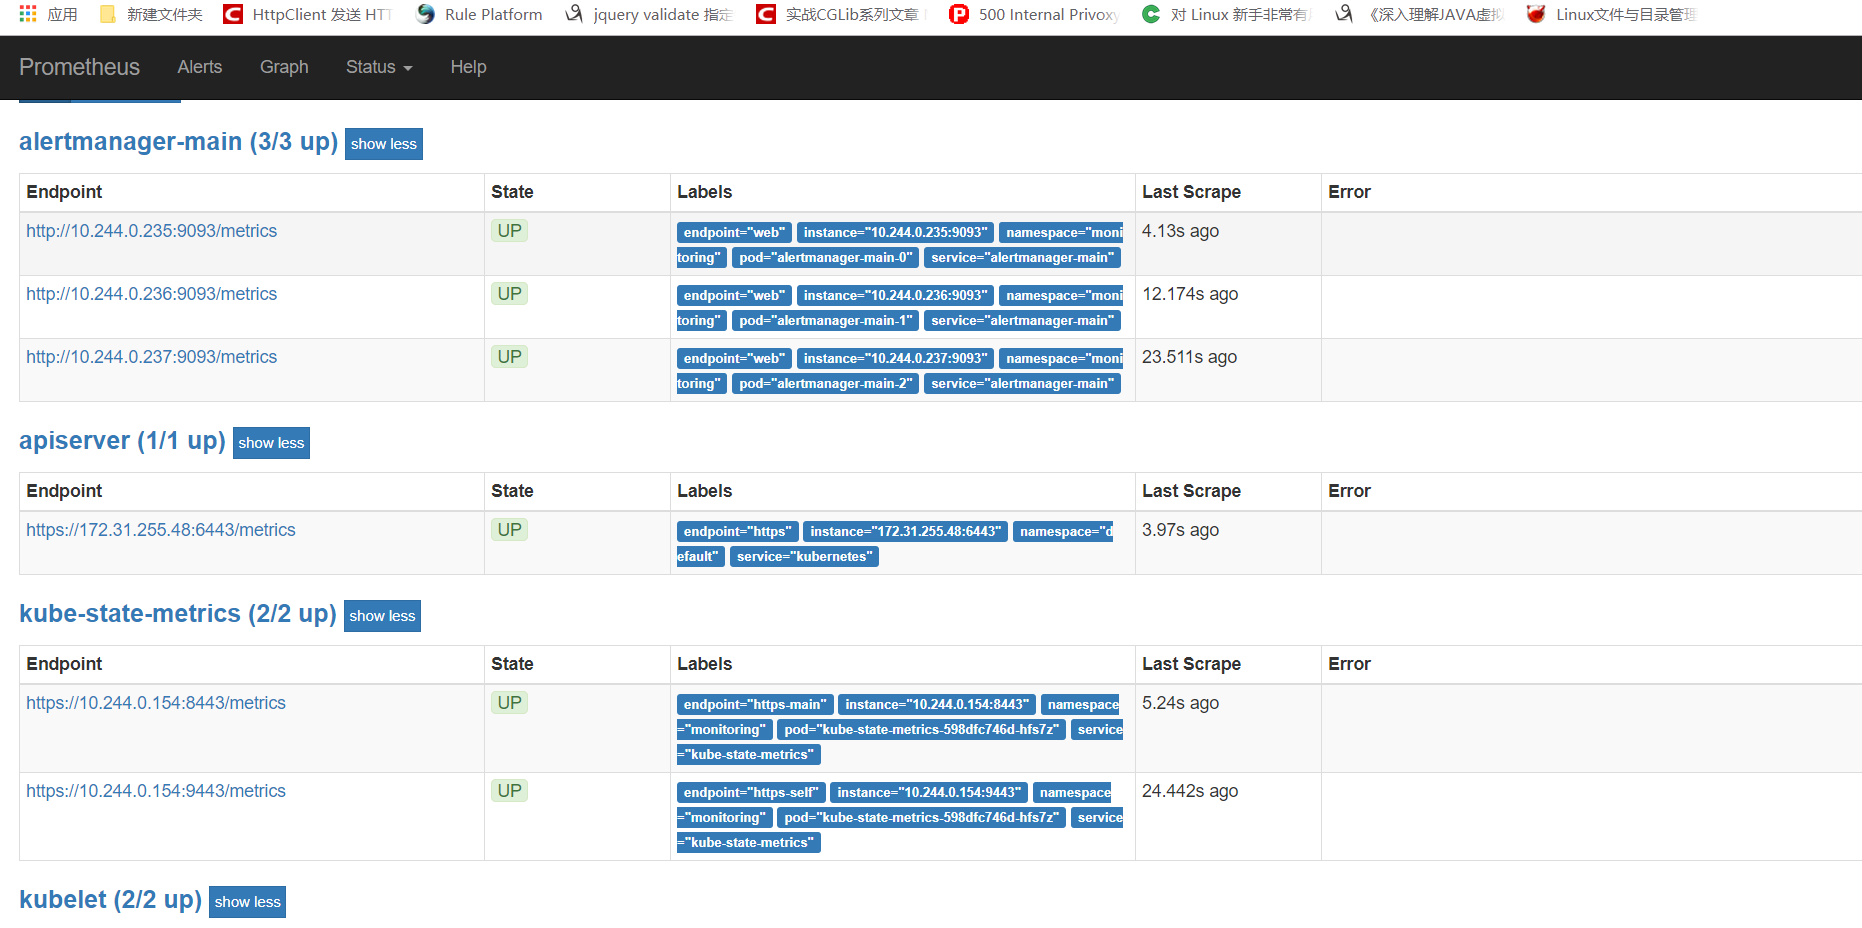 应用 新建文件夹 HttpClient 发送 HTT Rule Platform jquery validate 指定 实战CGLib系列文章 500 Internal Privoxy 对 Linux 新手非常有 《深入理解JAVA虚拟 Linux文件与目录管理
Prometheus Alerts Graph Status Help
alertmanager-main (3/3 up) show less
Endpoint State Labels Last Scrape Error
http://10.244.0.235:9093/metrics UP endpoint="web" instance="10.244.0.235:9093" namespace="moni 4.13s ago
toring" pod="alertmanager-main-0" service="alertmanager-main"
http://10.244.0.236:9093/metrics UP endpoint="web" instance="10.244.0.236:9093" namespace="moni 12.174s ago
toring" pod="alertmanager-main-1" service="alertmanager-main"
http://10.244.0.237:9093/metrics UP endpoint="web" instance="10.244.0.237:9093" namespace="moni 23.511s ago
toring" pod="alertmanager-main-2" service="alertmanager-main"
apiserver (1/1 up) show less
Endpoint State Labels Last Scrape Error
https://172.31.255.48:6443/metrics UP endpoint="https" instance="172.31.255.48:6443" namespace="d 3.97s ago
efault" service="kubernetes"
kube-state-metrics (2/2 up) show less
Endpoint State Labels Last Scrape Error
https://10.244.0.154:8443/metrics UP endpoint="https-main" instance="10.244.0.154:8443" namespace 5.24s ago
="monitoring" pod="kube-state-metrics-598dfc746d-hfs7z" service
="kube-state-metrics"
https://10.244.0.154:9443/metrics UP endpoint="https-self" instance="10.244.0.154:9443" namespace 24.442s ago
="monitoring" pod="kube-state-metrics-598dfc746d-hfs7z" service
="kube-state-metrics"
kubelet (2/2 up) show less